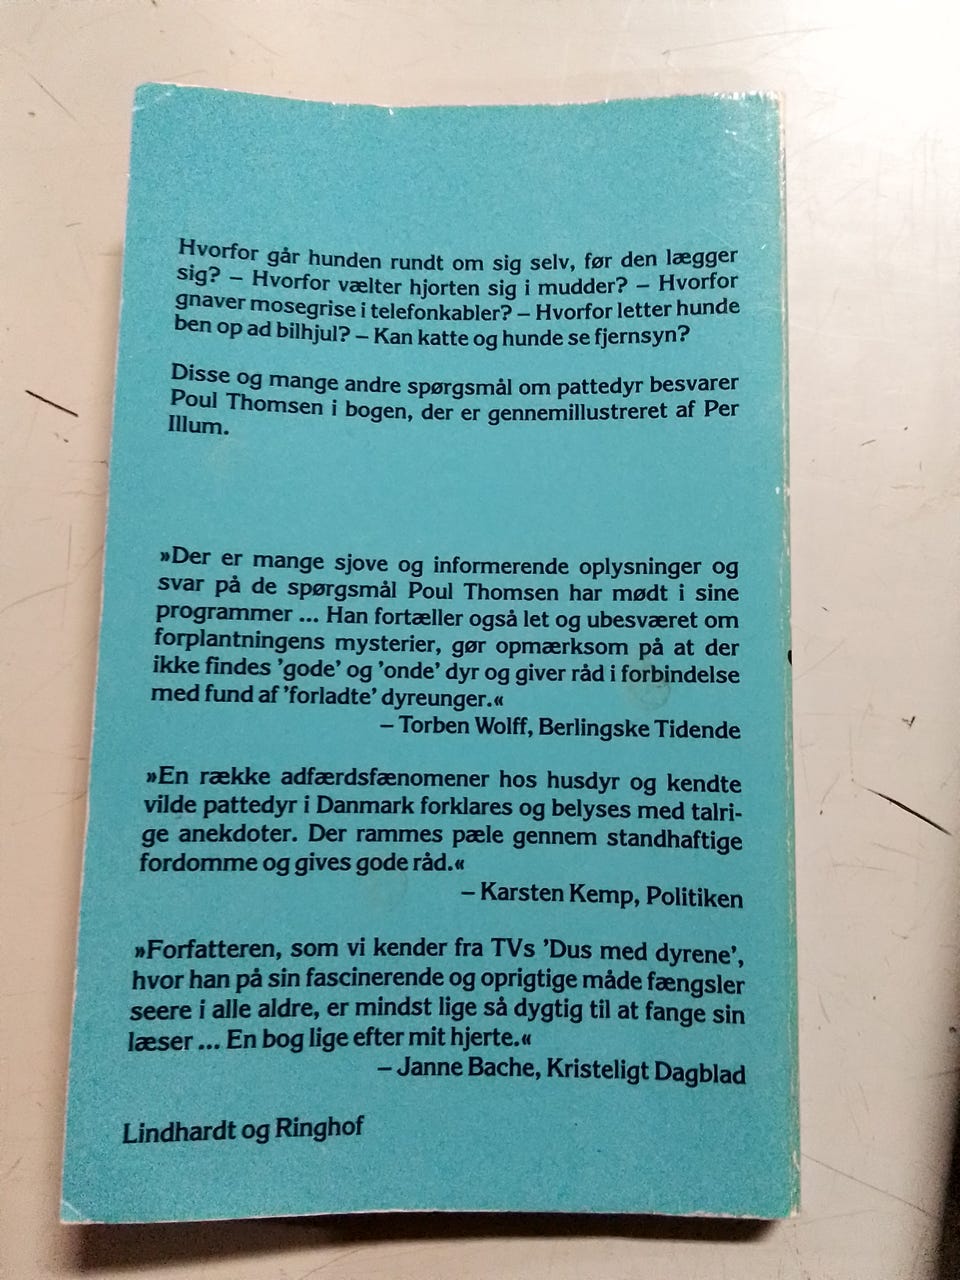 Hvorfor går hunden rundt om sig selv, før den lægger
sig? – Hvorfor vælter hjorten sig i mudder? – Hvorfor
gnaver mosegrise i telefonkabler? – Hvorfor letter hunde
ben op ad bilhjul? – Kan katte og hunde se fjernsyn?
Disse og mange andre spørgsmål om pattedyr besvarer
Poul Thomsen i bogen, der er gennemillustreret af Per
Illum.
»Der er mange sjove og informerende oplysninger og
svar på de spørgsmål Poul Thomsen har mødt i sine
programmer ... Han fortæller også let og ubesværet om
forplantningens mysterier, gør opmærksom på at der
ikke findes 'gode' og 'onde' dyr og giver råd i forbindelse
med fund af 'forladte' dyreunger.«
– Torben Wolff, Berlingske Tidende
»En række adfærdsfænomener hos husdyr og kendte
vilde pattedyr i Danmark forklares og belyses med talri-
ge anekdoter. Der rammes pæle gennem standhaftige
fordomme og gives gode råd.«
– Karsten Kemp, Politiken
»Forfatteren, som vi kender fra TVs 'Dus med dyrene',
hvor han på sin fascinerende og oprigtige måde fængsler
seere i alle aldre, er mindst lige så dygtig til at fange sin
læser ... En bog lige efter mit hjerte.«
– Janne Bache, Kristeligt Dagblad
Lindhardt og Ringhof